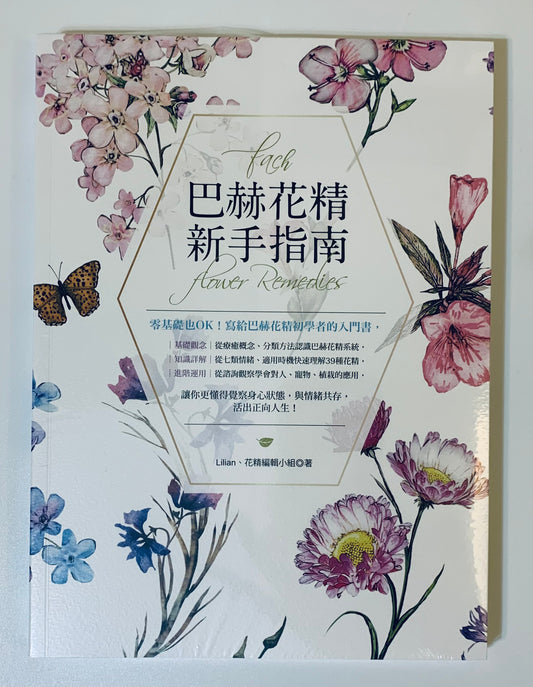 fach
巴赫花精
新手指南
flower Remedies
零基礎也OK！寫給巴赫花精初學者的入門書，
｜基礎觀念｜從療癒概念、分類方法認識巴赫花精系統，
｜知識詳解｜從七類情緒、適用時機快速理解39種花精，
｜進階運用｜從諮詢觀察學會對人、寵物、植栽的應用，
讓你更懂得覺察身心狀態，與情緒共存，
活出正向人生！
Lilian、花精編輯小組◎著